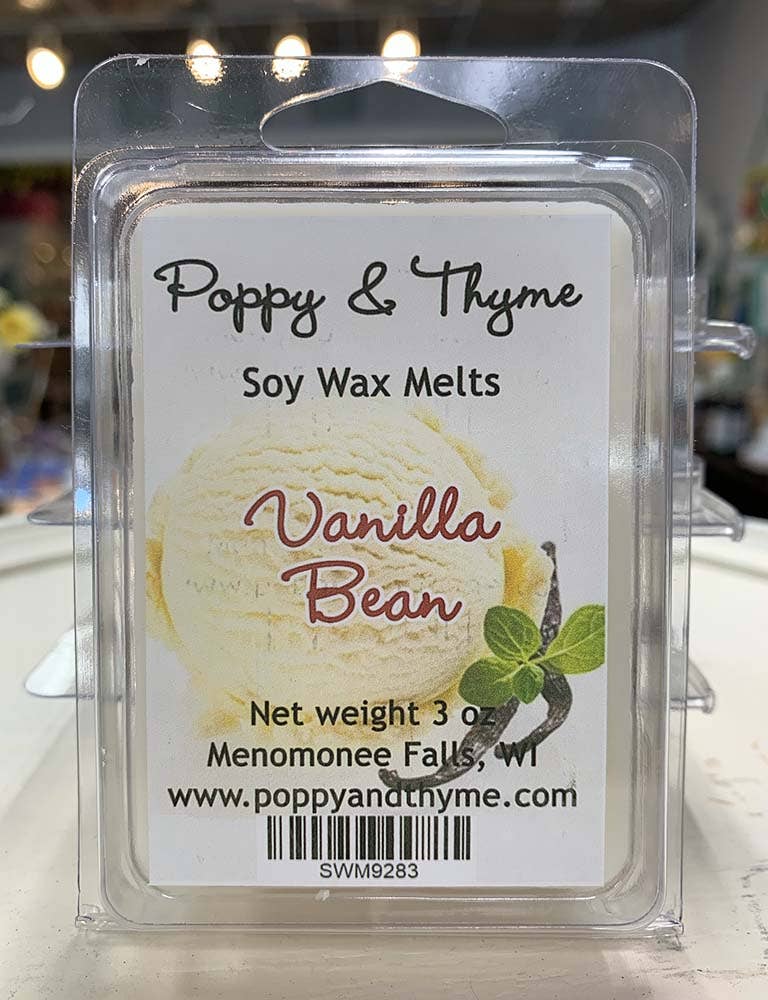 Poppy & Thyme
Soy Wax Melts
Vanilla
Bean
Net weight 3 oz
Menomonee Falls, WI
www.poppyandthyme.com
SWM9283